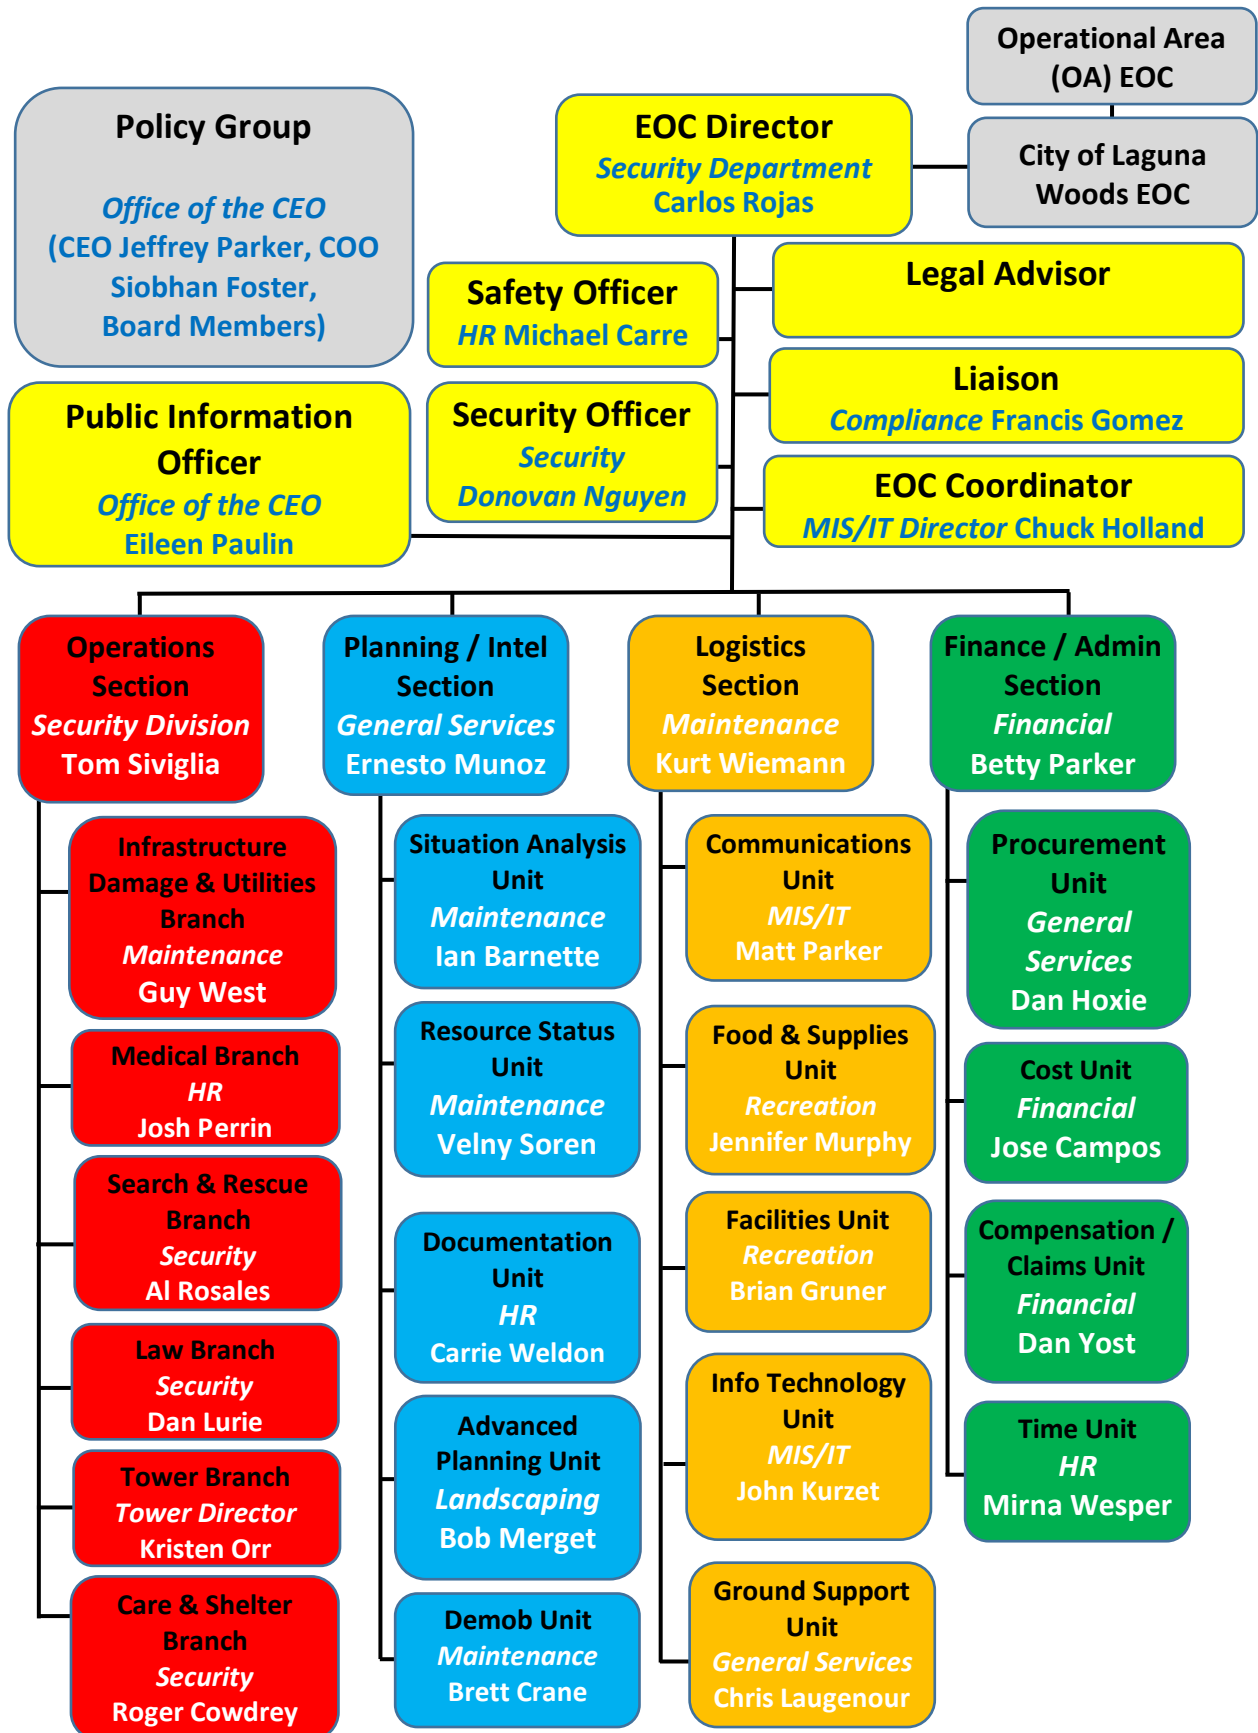 Operational Area
(OA) EOC
City of Laguna
Woods EOC
Policy Group
Office of the CEO
(CEO Jeffrey Parker, COO
Siobhan Foster,
Board Members)
EOC Director
Security Department
Carlos Rojas
Safety Officer
HR Michael Carre
Legal Advisor
Liaison
Compliance Francis Gomez
Security Officer
Security
Donovan Nguyen
EOC Coordinator
MIS/IT Director Chuck Holland
Public Information
Officer
Office of the CEO
Eileen Paulin
Operations
Section
Security Division
Tom Siviglia
Infrastructure
Damage & Utilities
Branch
Maintenance
Guy West
Medical Branch
HR
Josh Perrin
Search & Rescue
Branch
Security
Al Rosales
Law Branch
Security
Dan Lurie
Tower Branch
Tower Director
Kristen Orr
Care & Shelter
Branch
Security
Roger Cowdrey
Planning / Intel
Section
General Services
Ernesto Munoz
Situation Analysis
Unit
Maintenance
Ian Barnette
Resource Status
Unit
Maintenance
Velny Soren
Documentation
Unit
HR
Carrie Weldon
Advanced
Planning Unit
Landscaping
Bob Merget
Demob Unit
Maintenance
Brett Crane
Logistics
Section
Maintenance
Kurt Wiemann
Communications
Unit
MIS/IT
Matt Parker
Food & Supplies
Unit
Recreation
Jennifer Murphy
Facilities Unit
Recreation
Brian Gruner
Info Technology
Unit
MIS/IT
John Kurzet
Ground Support
Unit
General Services
Chris Laugenour
Finance / Admin
Section
Financial
Betty Parker
Procurement
Unit
General
Services
Dan Hoxie
Cost Unit
Financial
Jose Campos
Compensation /
Claims Unit
Financial
Dan Yost
Time Unit
HR
Mirna Wesper